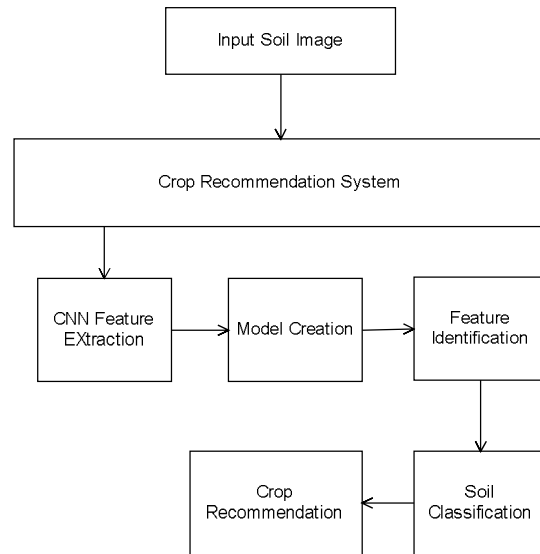 Input Soil Image
Crop Recommendation System
CNN Feature
EXtraction
Model Creation
Feature
Identification
Crop
Recommendation
Soil
Classification